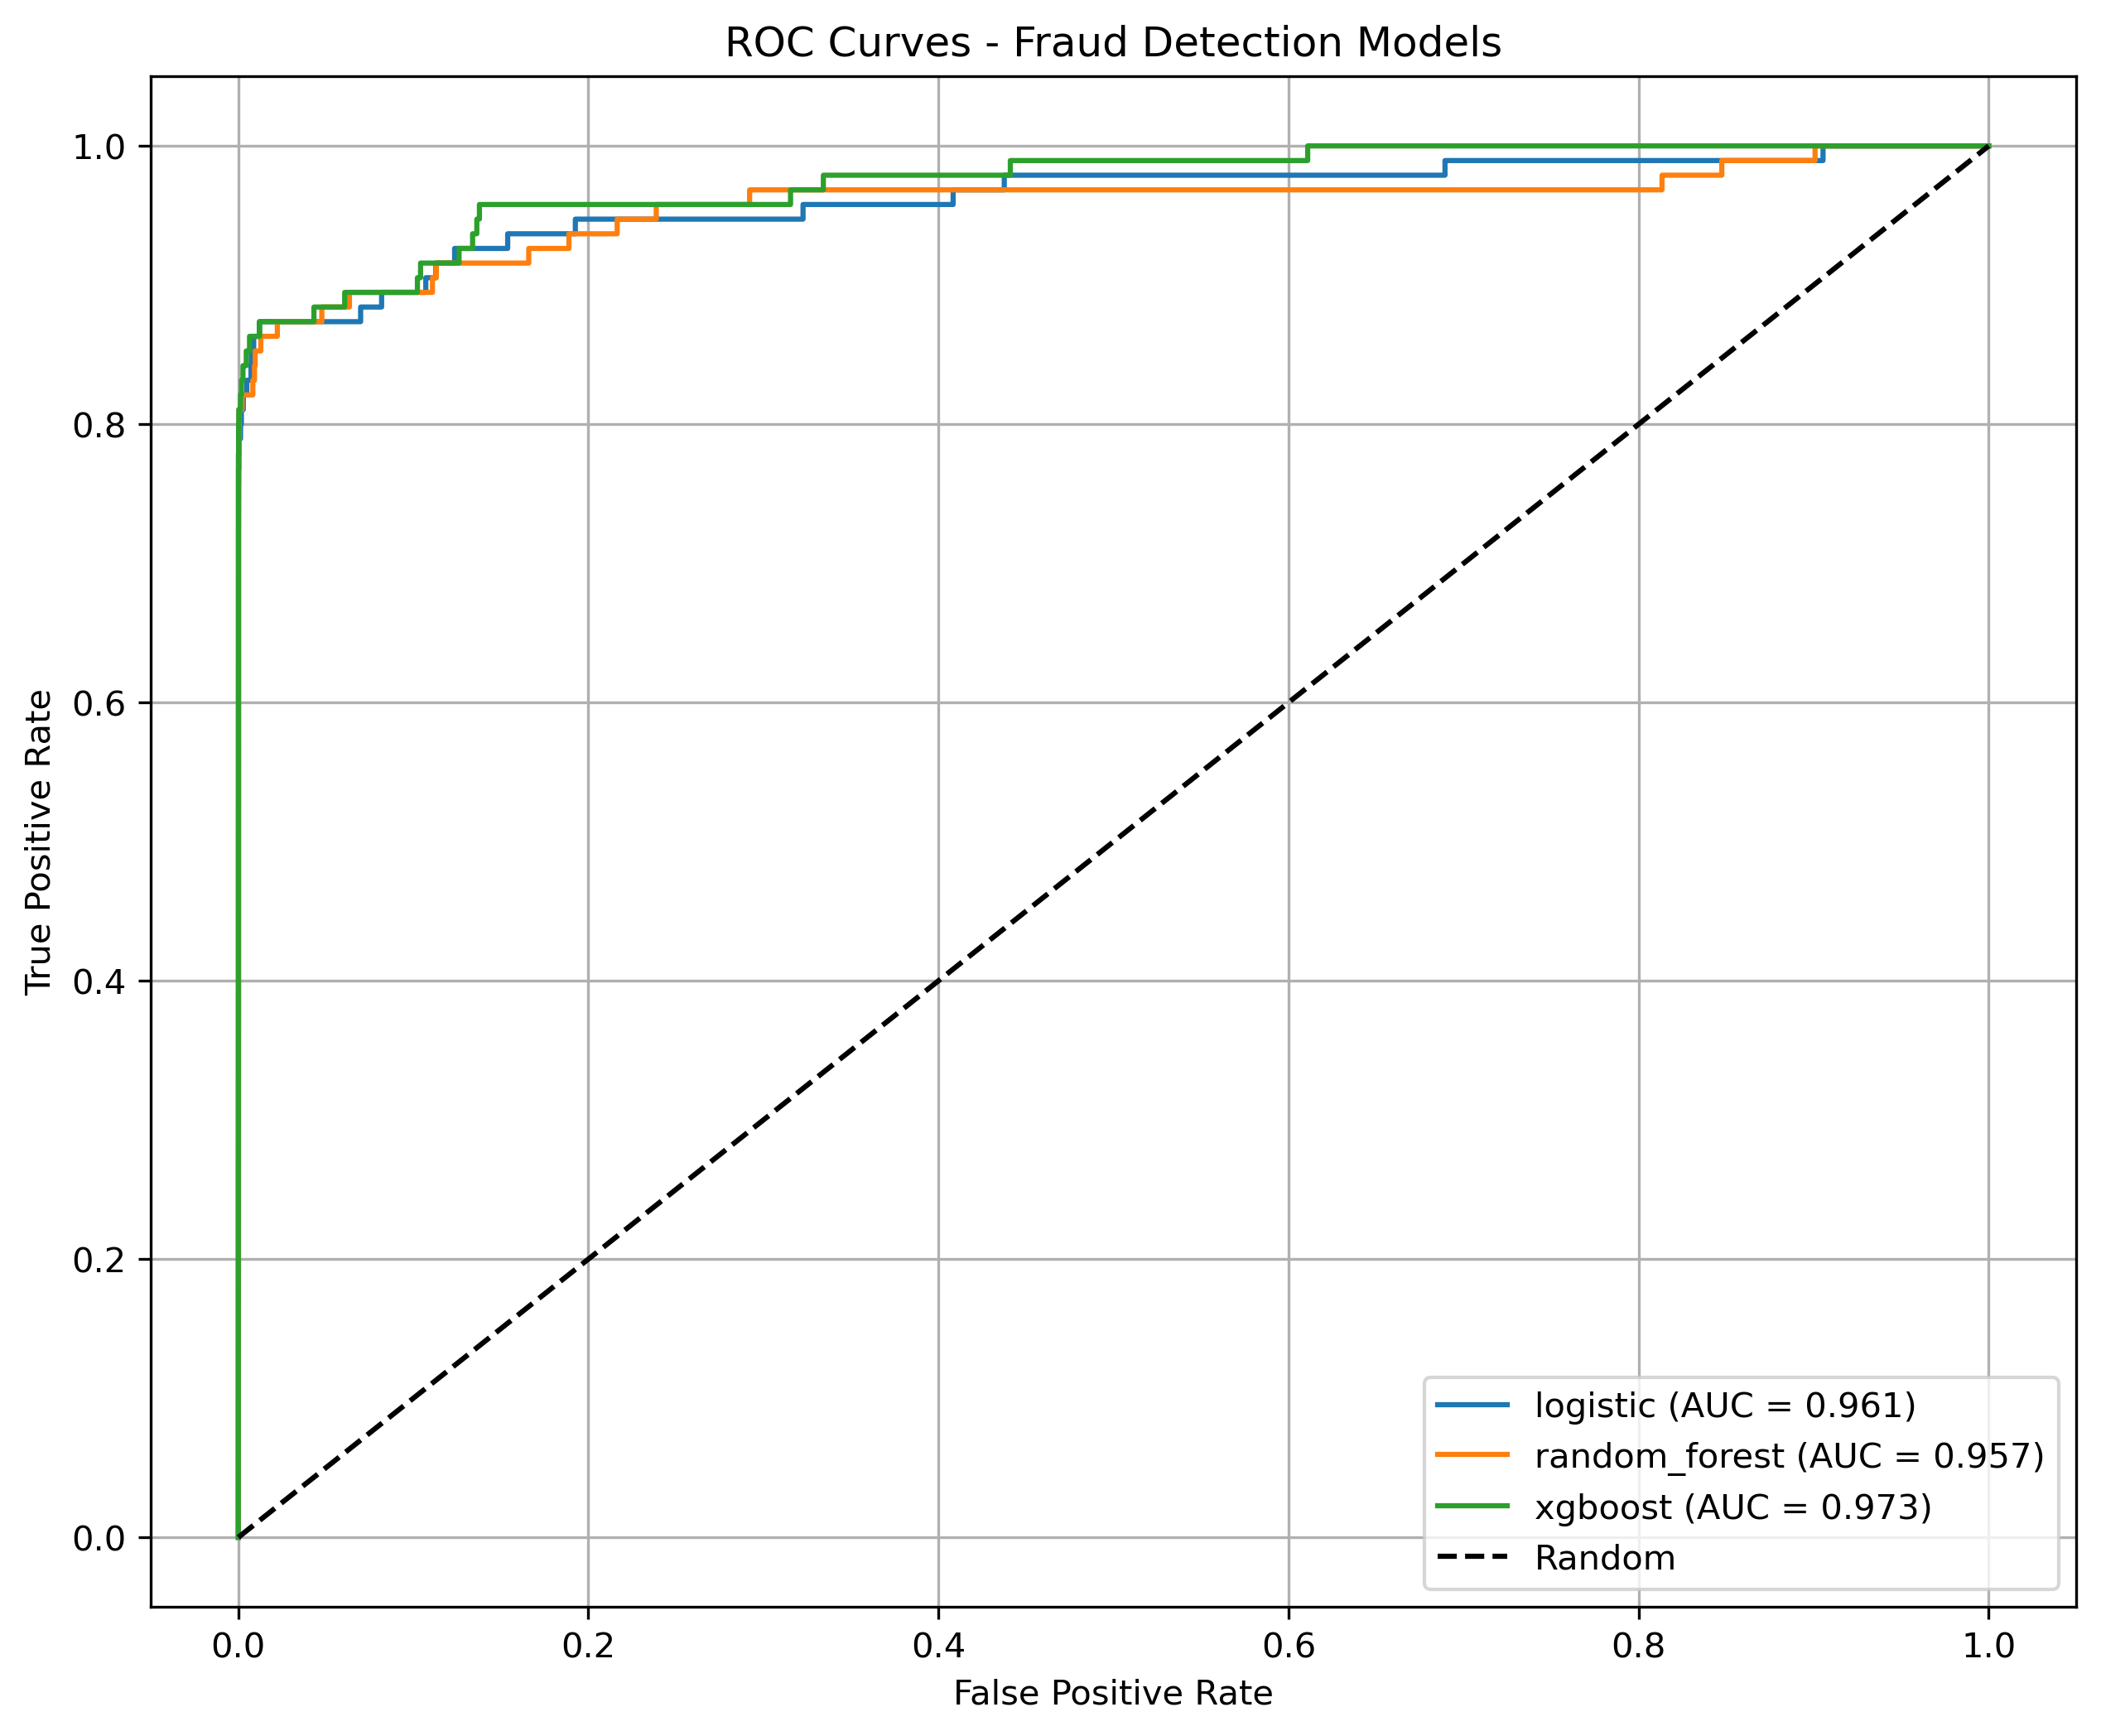 ROC Curves - Fraud Detection Models
True Positive Rate
1.0
0.8
0.6
0.4
0.2
0.0
0.0 0.2 0.4 0.6 0.8 1.0
False Positive Rate
logistic (AUC = 0.961)
random_forest (AUC = 0.957)
xgboost (AUC = 0.973)
Random